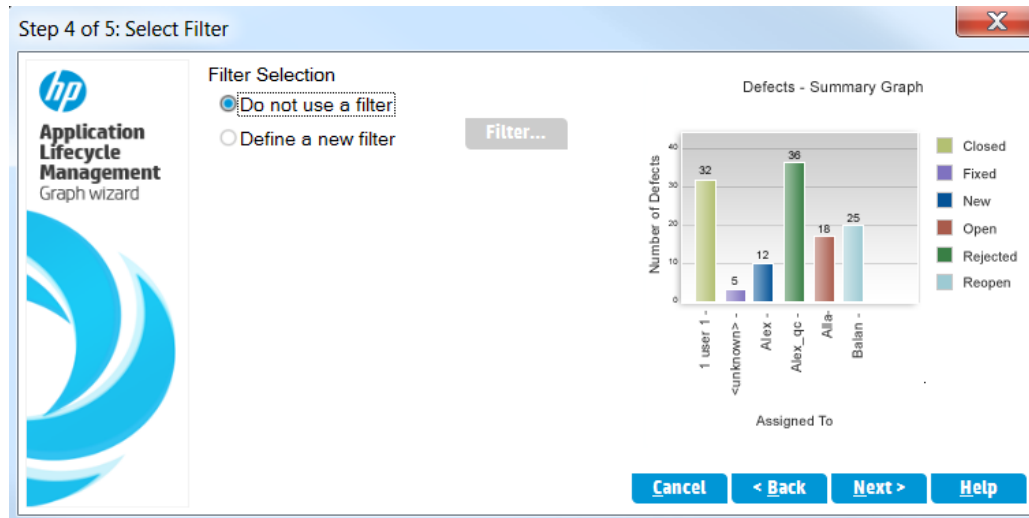 Step 4 of 5: Select Filter
X
hp
Application
Lifecycle
Management
Graph wizard
Filter Selection
Do not use a filter
Define a new filter
Filter...
Defects - Summary Graph
Number of Defects
40
30
20
10
0
32
5
12
36
18
25
1 user 1 -
<unknown> -
Alex -
Alex_qc -
Alla-
Balan -
Assigned To
Closed
Fixed
New
Open
Rejected
Reopen
Cancel
< Back
Next >
Help